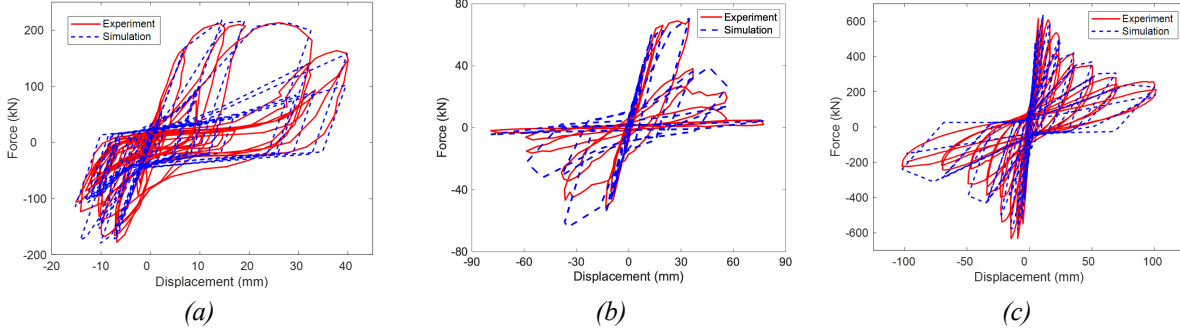 Experiment
Simulation
Force (kN)
200
100
0
-100
-200
-20
-10
0
10
20
30
40
Displacement (mm)
(a)
Experiment
Simulation
Force (kN)
80
40
0
-40
-80
-90
-60
-30
0
30
60
90
Displacement (mm)
(b)
Experiment
Simulation
Force (kN)
600
400
200
0
-200
-400
-600
-100
-50
0
50
100
Displacement (mm)
(c)